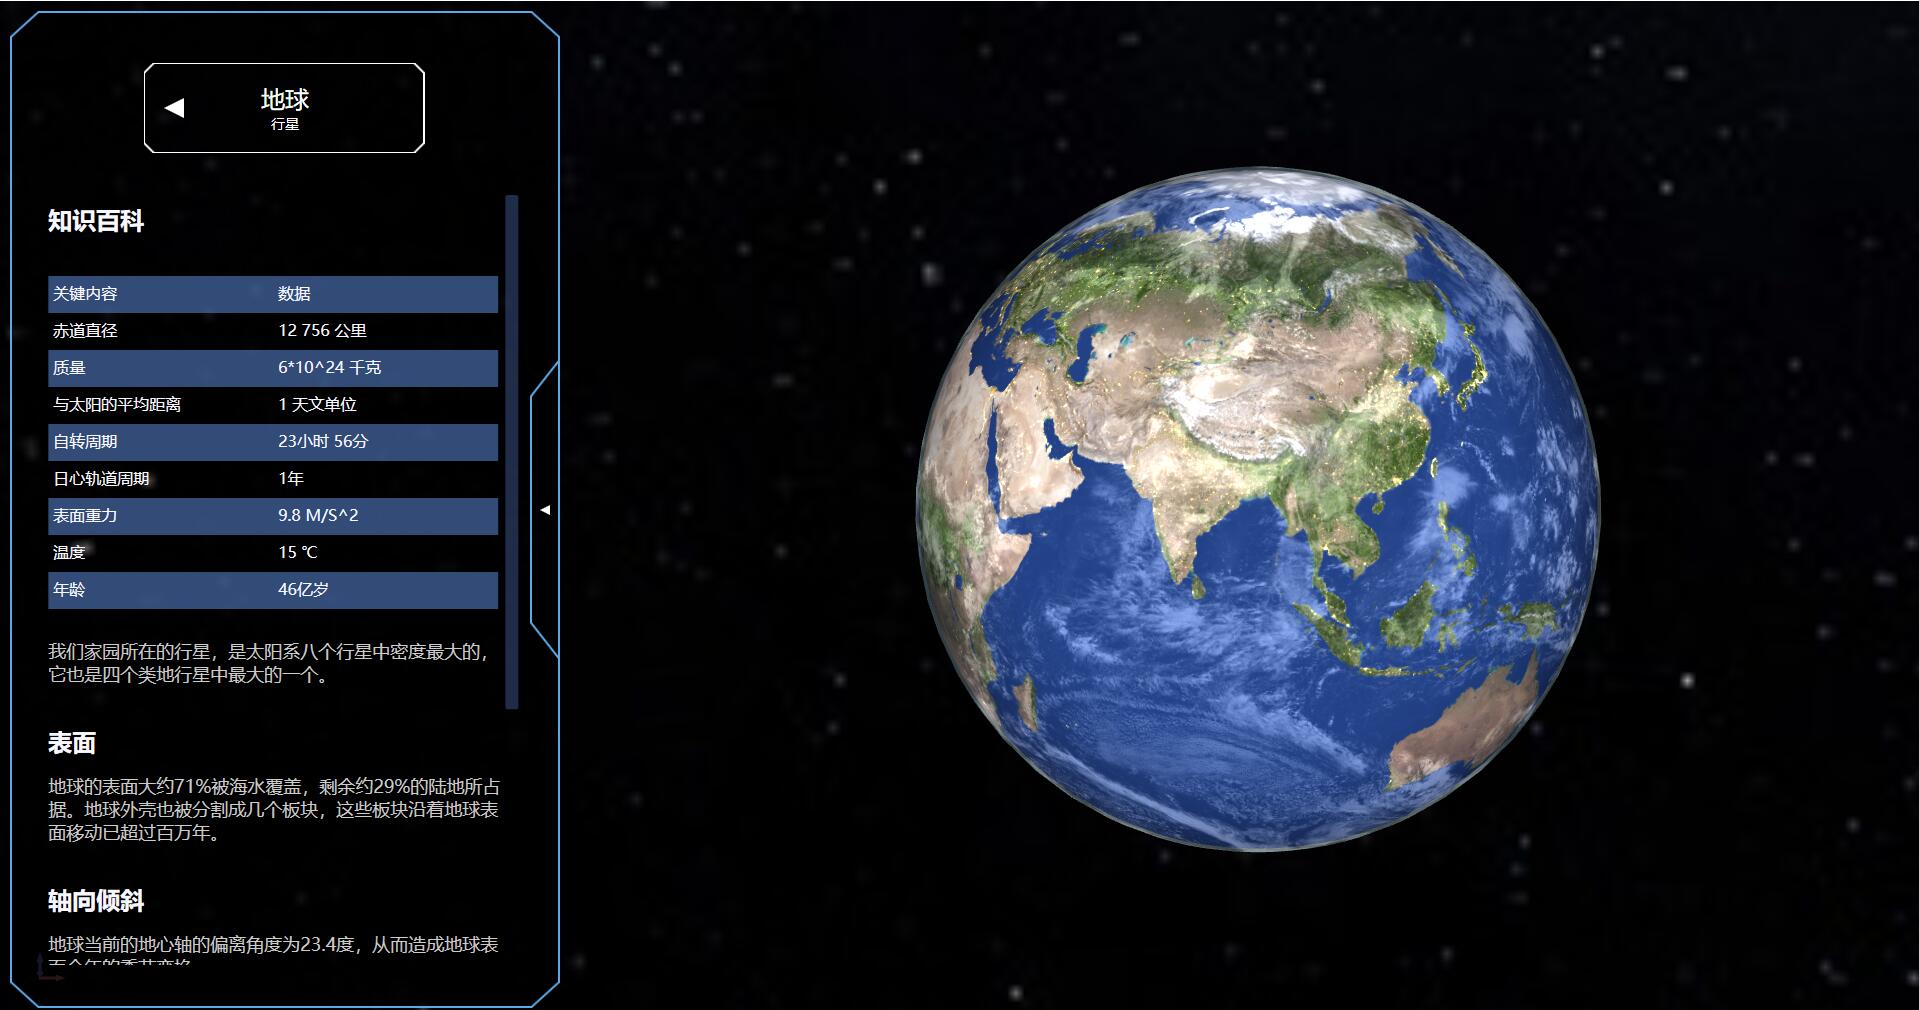 地球
行星
知识百科
关键内容 数据
赤道直径 12 756 公里
质量 6*10^24 千克
与太阳的平均距离 1 天文单位
自转周期 23小时 56分
日心轨道周期 1年
表面重力 9.8 M/S^2
温度 15 ℃
年龄 46亿岁
我们家园所在的行星，是太阳系八个行星中密度最大的，
它也是四个类地行星中最大的一个。
表面
地球的表面大约71%被海水覆盖，剩余约29%的陆地所占
据。地球外壳也被分割成几个板块，这些板块沿着地球表
面移动已超过百万年。
轴向倾斜
地球当前的地心轴的偏离角度为23.4度，从而造成地球表